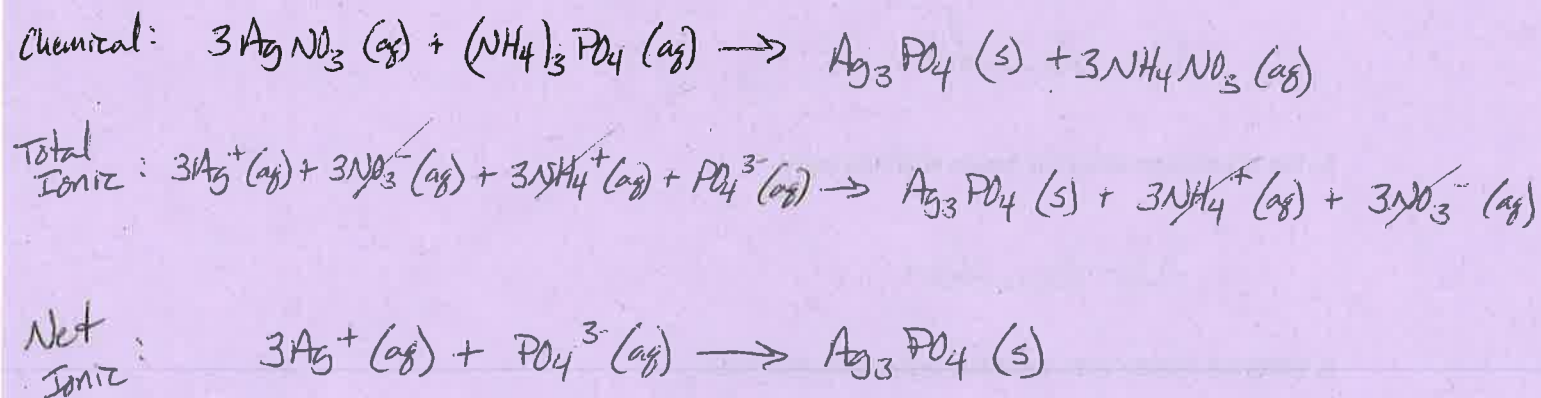 Chemical: 3AgNO₃ (aq) + (NH₄)₃PO₄ (aq) → Ag₃PO₄ (s) + 3NH₄NO₃ (aq)
Total Ionic: 3Ag⁺(aq) + 3NO₃⁻(aq) + 3NH₄⁺(aq) + PO₄³⁻(aq) → Ag₃PO₄ (s) + 3NH₄⁺ (aq) + 3NO₃⁻ (aq)
Net Ionic: 3Ag⁺ (aq) + PO₄³⁻ (aq) → Ag₃PO₄ (s)